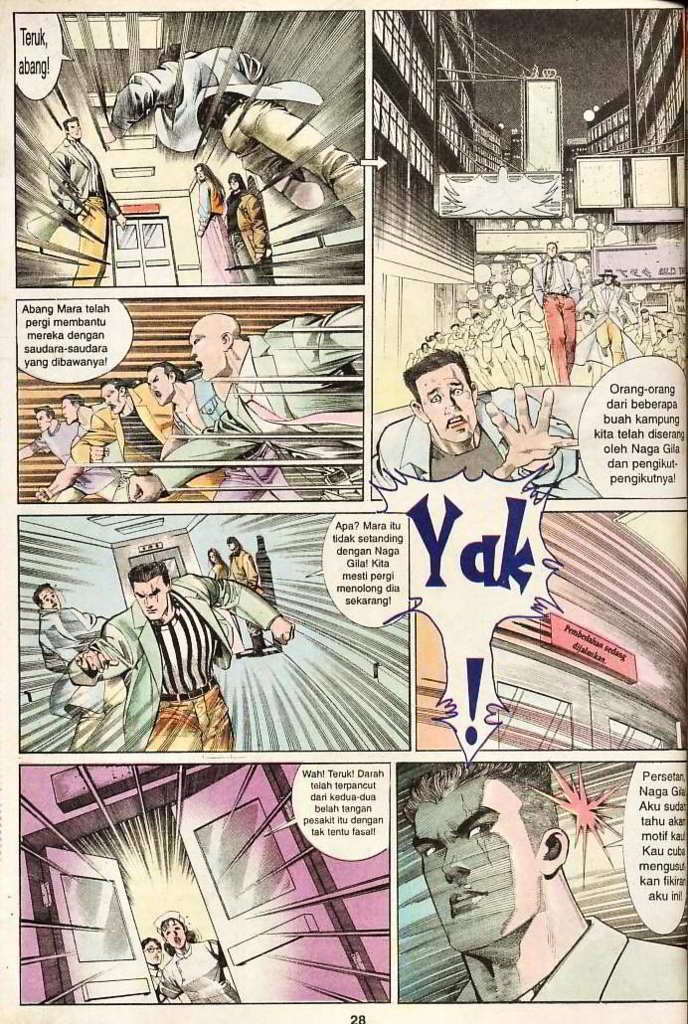 Teruk,
abang!
Orang-orang
dari beberapa
buah kampung
kita telah diserang
oleh Naga Gila
dan pengikut-
pengikutnya!
Abang Mara telah
pergi membantu
mereka dengan
saudara-saudara
yang dibawanya!
Apa? Mara itu
tidak setanding
dengan Naga
Gila! Kita
mesti pergi
menolong dia
sekarang!
Yak
!
Pembedahan sedang
dijalankan.
Wah! Teruk! Darah
telah terpancut
dari kedua-dua
belah tangan
pesakit itu dengan
tak tentu fasal!
Persetan,
Naga Gila
Aku sudah
tahu akan
motif kau!
Kau cuba
mengusut-
kan fikiran
aku ini!
28